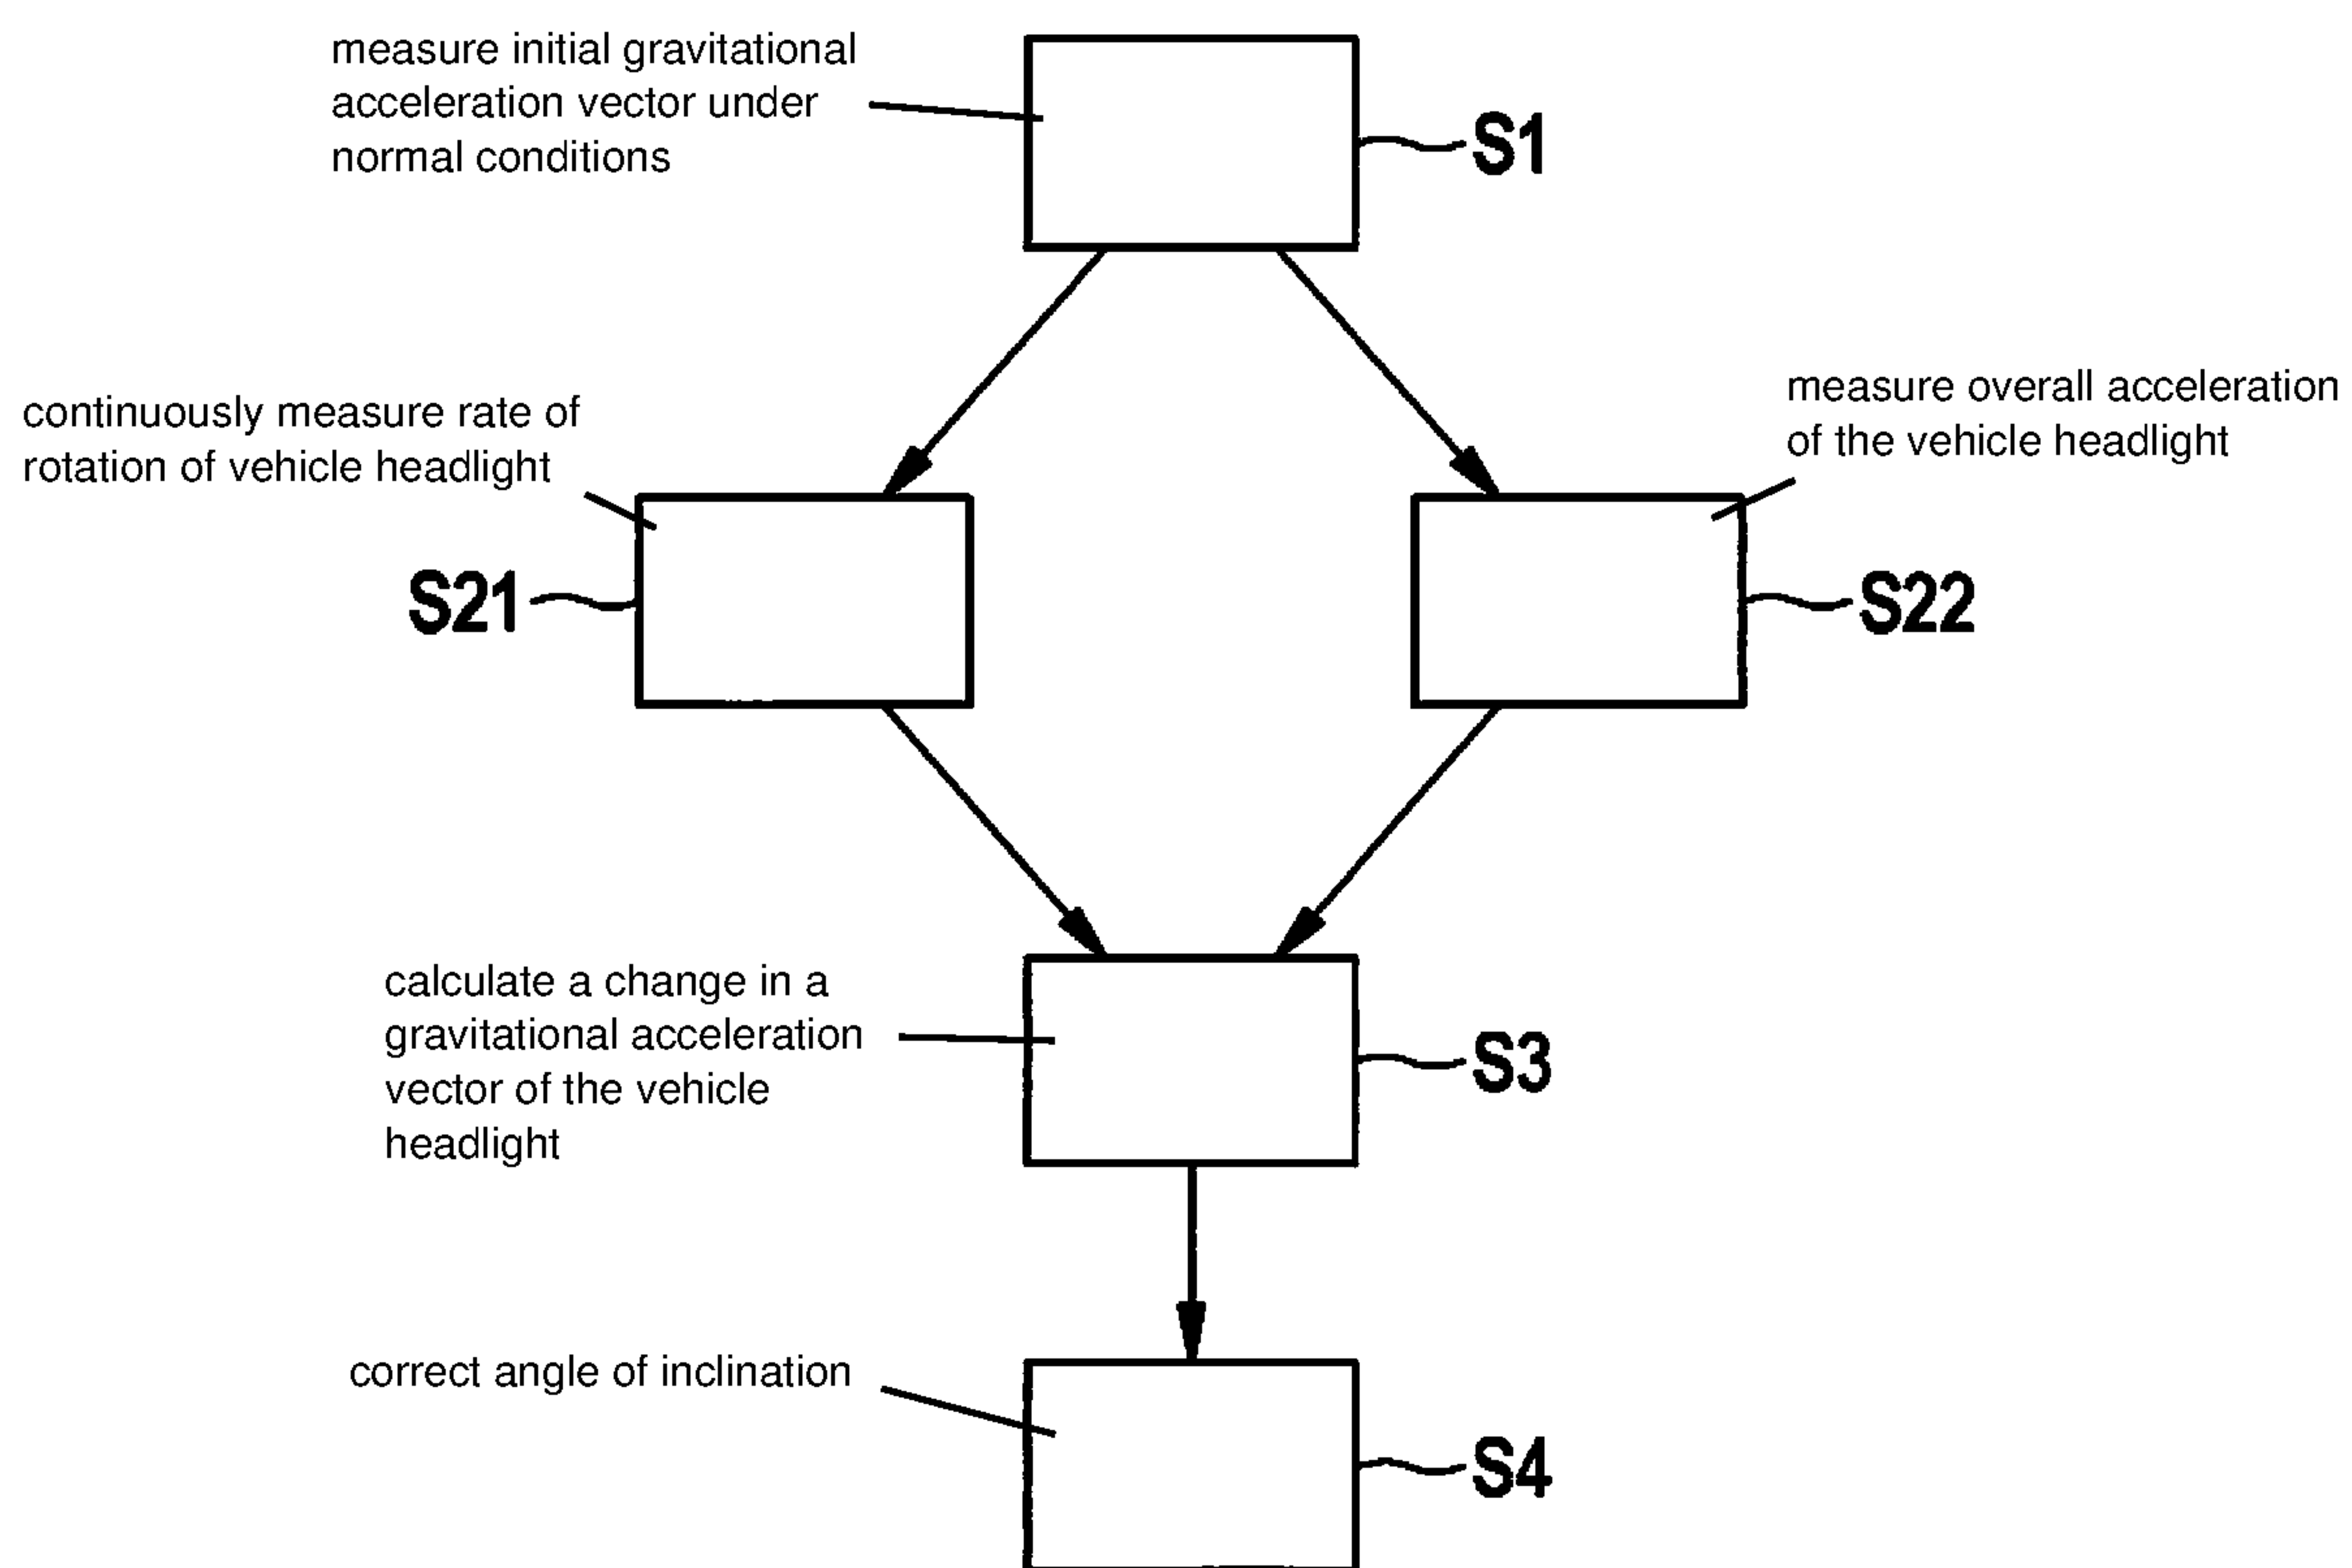 measure initial gravitational
acceleration vector under
normal conditions
S1
continuously measure rate of
rotation of vehicle headlight
measure overall acceleration
of the vehicle headlight
S21
S22
calculate a change in a
gravitational acceleration
vector of the vehicle
headlight
S3
correct angle of inclination
S4